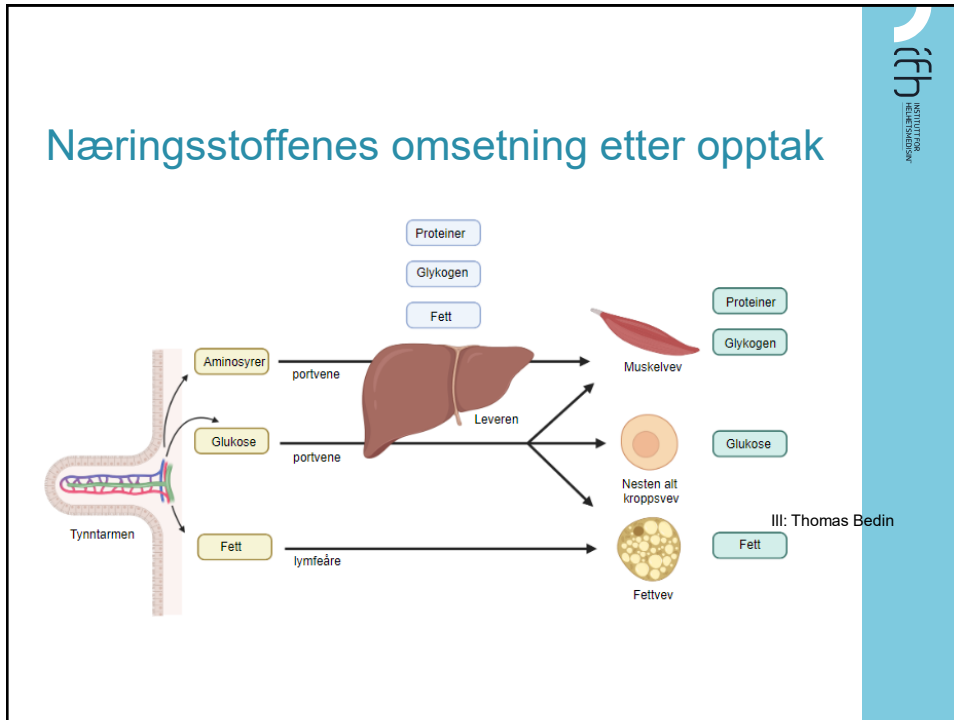 ifh
INSTITUTT FOR
HELHETSMEDISIN
Næringsstoffenes omsetning etter opptak
Proteiner
Glykogen
Fett
Aminosyrer
portvene
Leveren
Glukose
portvene
Tynntarmen
Fett
lymfeåre
Muskelvev
Proteiner
Glykogen
Nesten alt
kroppsvev
Glukose
Ill: Thomas Bedin
Fett
Fettvev